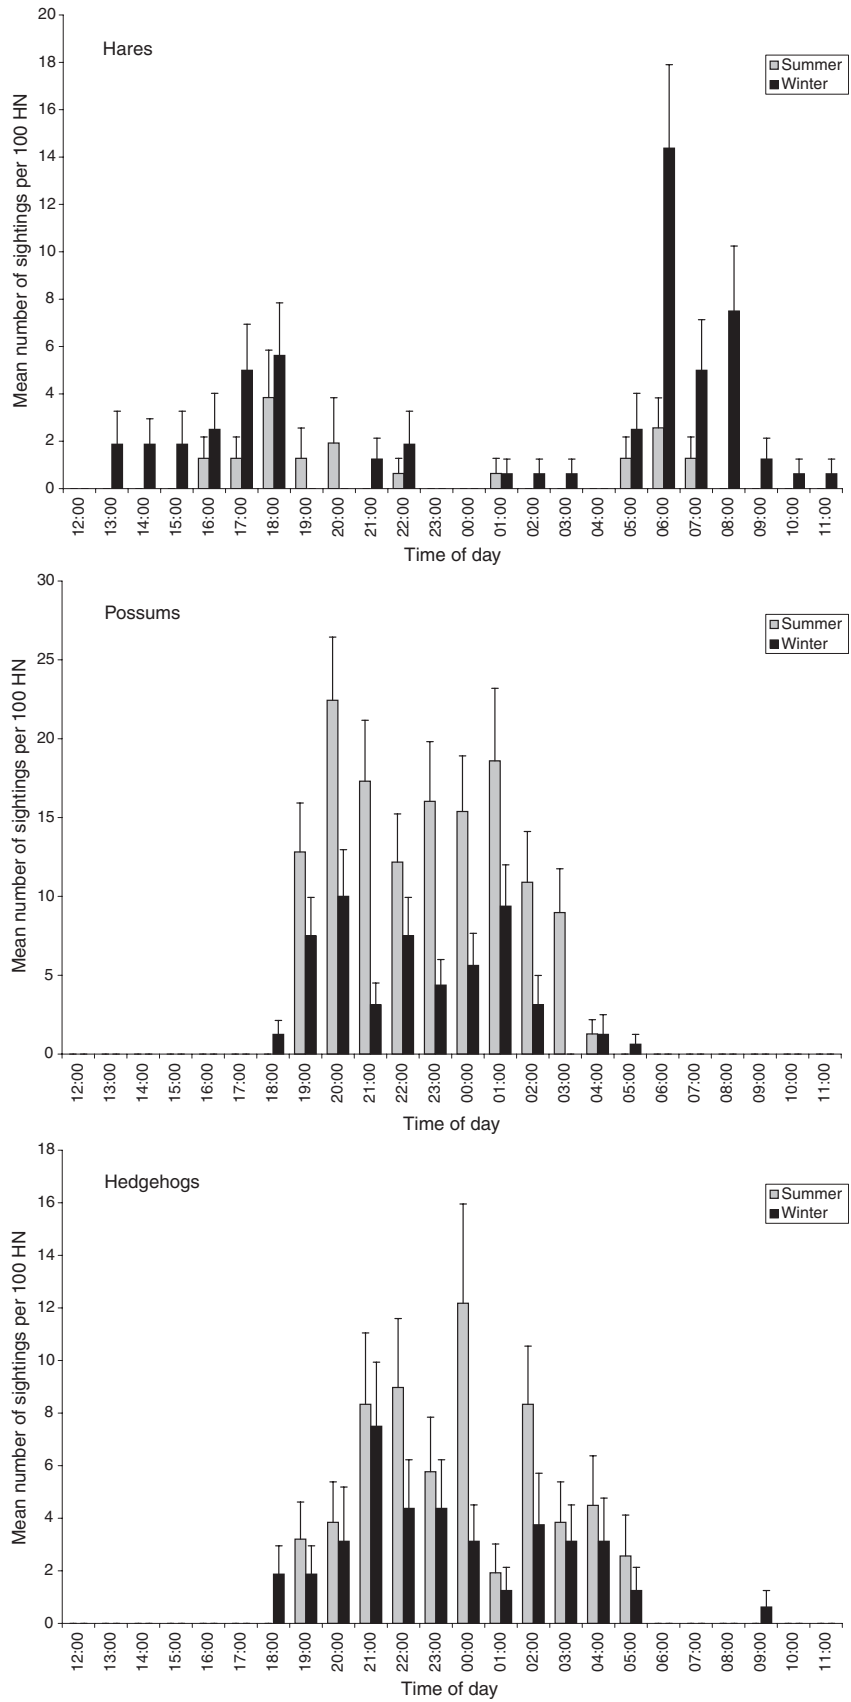 Hares
Summer
Winter
Mean number of sightings per 100 HN
20
18
16
14
12
10
8
6
4
2
0
12:00 13:00 14:00 15:00 16:00 17:00 18:00 19:00 20:00 21:00 22:00 23:00 00:00 01:00 02:00 03:00 04:00 05:00 06:00 07:00 08:00 09:00 10:00 11:00
Time of day
Possums
Summer
Winter
Mean number of sightings per 100 HN
30
25
20
15
10
5
0
12:00 13:00 14:00 15:00 16:00 17:00 18:00 19:00 20:00 21:00 22:00 23:00 00:00 01:00 02:00 03:00 04:00 05:00 06:00 07:00 08:00 09:00 10:00 11:00
Time of day
Hedgehogs
Summer
Winter
Mean number of sightings per 100 HN
18
16
14
12
10
8
6
4
2
0
12:00 13:00 14:00 15:00 16:00 17:00 18:00 19:00 20:00 21:00 22:00 23:00 00:00 01:00 02:00 03:00 04:00 05:00 06:00 07:00 08:00 09:00 10:00 11:00
Time of day